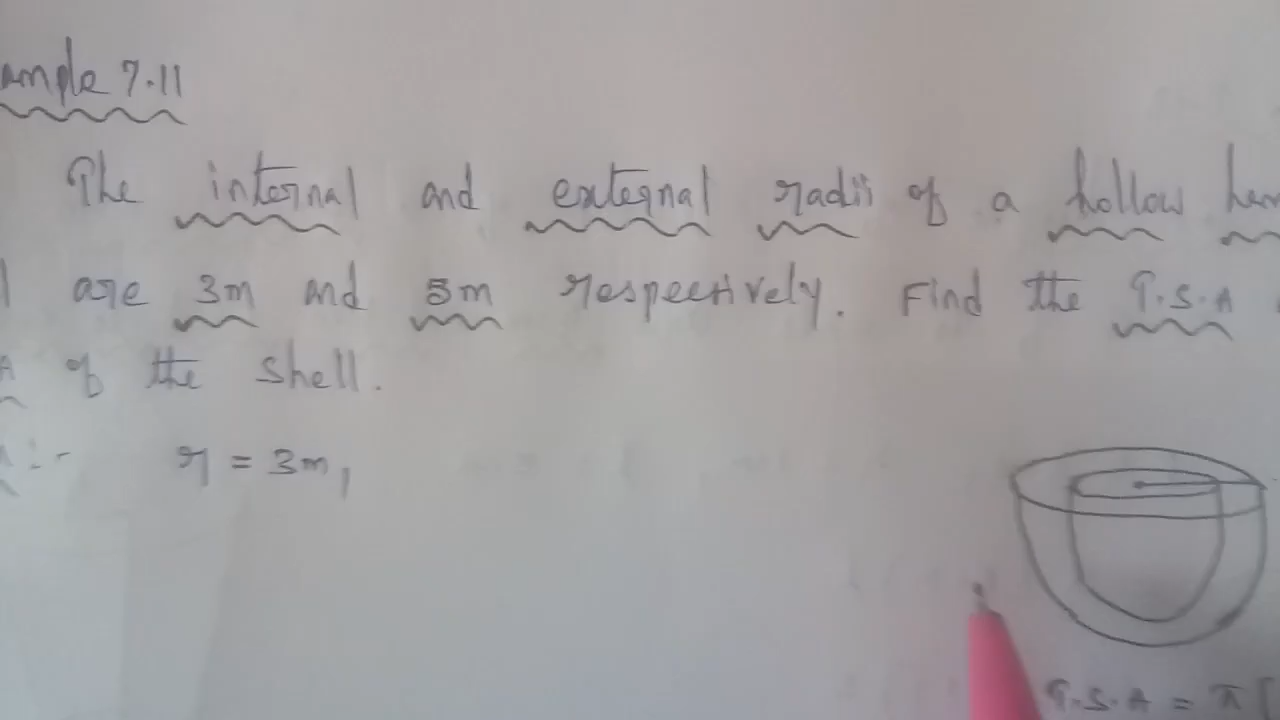 ample 7.11
The internal and external radii of a hollow hem
are 3m and 5m respectively. Find the T.S.A
A of the shell.
:- r = 3m,
T.S.A = π [